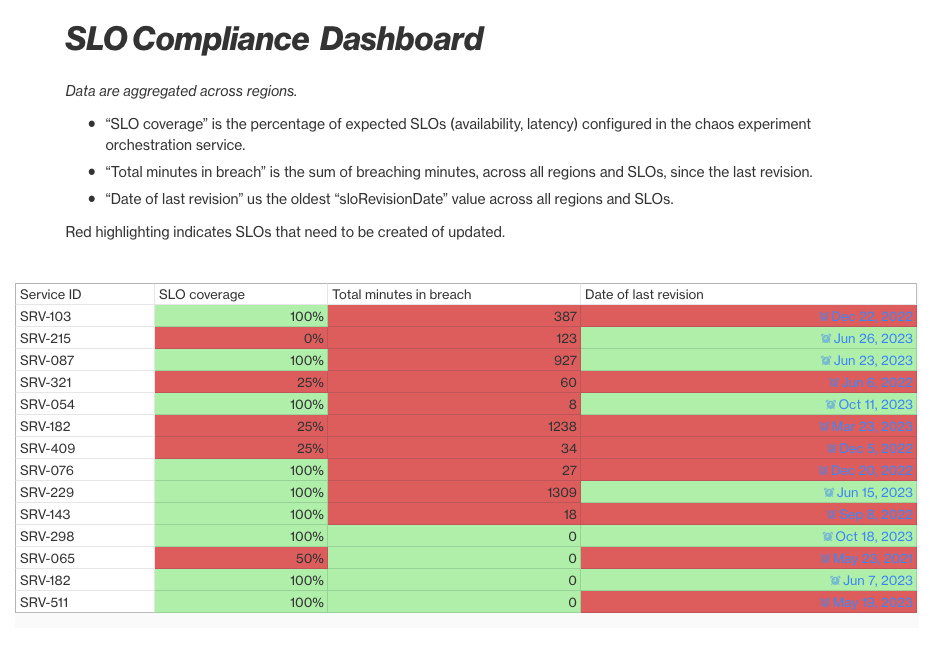 SLO Compliance Dashboard
Data are aggregated across regions.
• “SLO coverage” is the percentage of expected SLOs (availability, latency) configured in the chaos experiment
orchestration service.
• “Total minutes in breach” is the sum of breaching minutes, across all regions and SLOs, since the last revision.
• “Date of last revision” us the oldest “sloRevisionDate” value across all regions and SLOs.
Red highlighting indicates SLOs that need to be created of updated.
Service ID SLO coverage Total minutes in breach Date of last revision
SRV-103 100% 387 Dec 22, 2022
SRV-215 0% 123 Jun 26, 2023
SRV-087 100% 927 Jun 23, 2023
SRV-321 25% 60 Jun 6, 2022
SRV-054 100% 8 Oct 11, 2023
SRV-182 25% 1238 Mar 23, 2023
SRV-409 25% 34 Dec 5, 2022
SRV-076 100% 27 Dec 20, 2022
SRV-229 100% 1309 Jun 15, 2023
SRV-143 100% 18 Sep 8, 2022
SRV-298 100% 0 Oct 18, 2023
SRV-065 50% 0 May 23, 2021
SRV-182 100% 0 Jun 7, 2023
SRV-511 100% 0 May 19, 2023